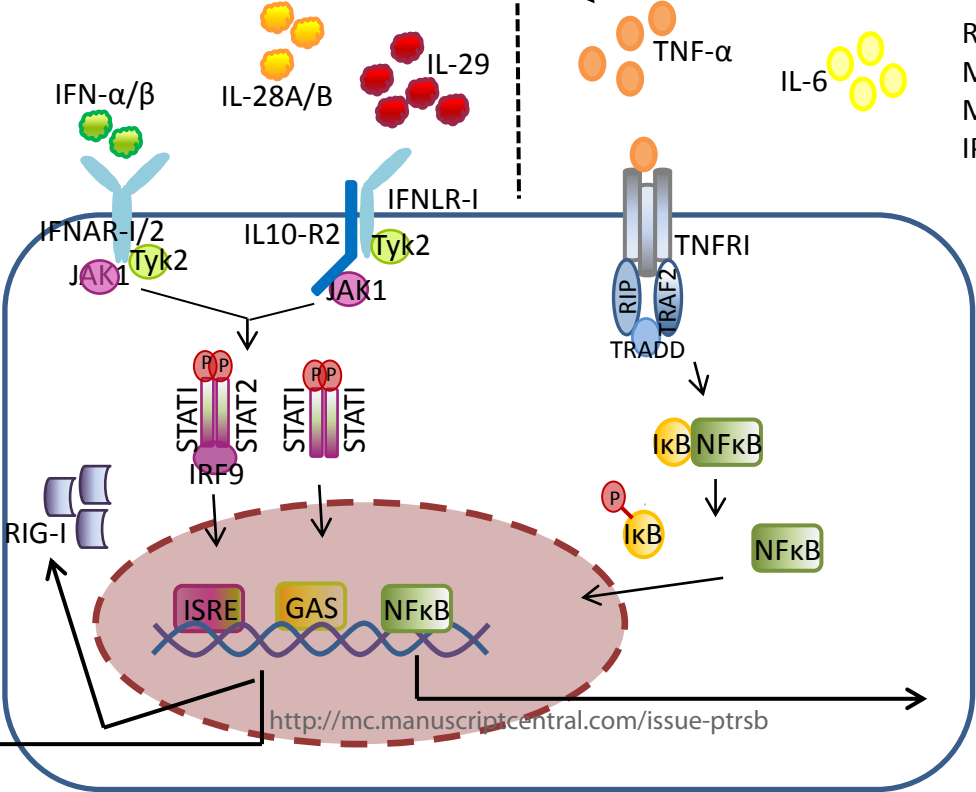 TNF-α
IL-29
IL-6
IL-28A/B
IFN-α/β
R
M
M
IP
IFNLR-I
IFNAR-I/2
IL10-R2
Tyk2
Tyk2
JAK1
JAK1
TNFRI
RIP
TRAF2
TRADD
P P
P P
STATI
STAT2
STATI
STATI
IRF9
IκB
NFκB
P
IκB
NFκB
RIG-I
ISRE
GAS
NFκB
http://mc.manuscriptcentral.com/issue-ptrsb